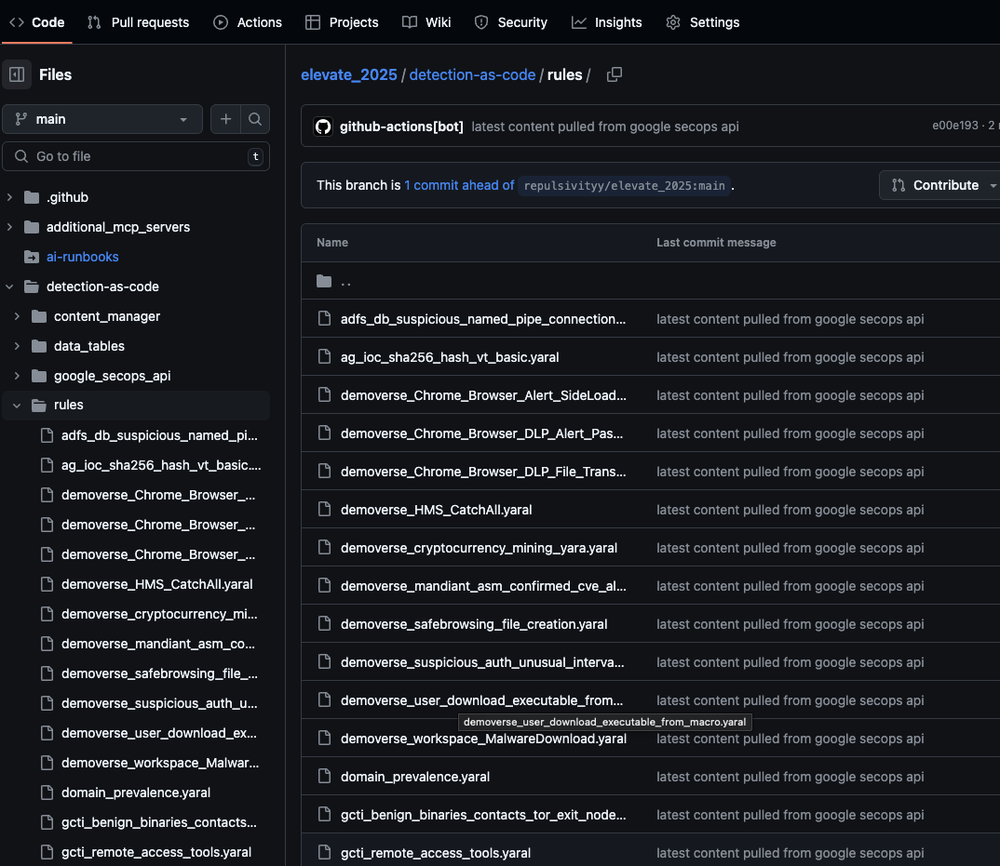 Code Pull requests Actions Projects Wiki Security Insights Settings
Files
main
Go to file t
.github
additional_mcp_servers
ai-runbooks
detection-as-code
content_manager
data_tables
google_secops_api
rules
adfs_db_suspicious_named_pi...
ag_ioc_sha256_hash_vt_basic....
demoverse_Chrome_Browser_...
demoverse_Chrome_Browser_...
demoverse_Chrome_Browser_...
demoverse_HMS_CatchAll.yaral
demoverse_cryptocurrency_mi...
demoverse_mandiant_asm_co...
demoverse_safebrowsing_file_...
demoverse_suspicious_auth_u...
demoverse_user_download_ex...
demoverse_workspace_Malwar...
domain_prevalence.yaral
gcti_benign_binaries_contacts...
gcti_remote_access_tools.yaral
elevate_2025 / detection-as-code / rules /
github-actions[bot] latest content pulled from google secops api e00e193 · 2
This branch is 1 commit ahead of repulsivityy/elevate_2025:main .
Contribute
Name Last commit message
..
adfs_db_suspicious_named_pipe_connection... latest content pulled from google secops api
ag_ioc_sha256_hash_vt_basic.yaral latest content pulled from google secops api
demoverse_Chrome_Browser_Alert_SideLoad... latest content pulled from google secops api
demoverse_Chrome_Browser_DLP_Alert_Pas... latest content pulled from google secops api
demoverse_Chrome_Browser_DLP_File_Trans... latest content pulled from google secops api
demoverse_HMS_CatchAll.yaral latest content pulled from google secops api
demoverse_cryptocurrency_mining_yara.yaral latest content pulled from google secops api
demoverse_mandiant_asm_confirmed_cve_al... latest content pulled from google secops api
demoverse_safebrowsing_file_creation.yaral latest content pulled from google secops api
demoverse_suspicious_auth_unusual_interva... latest content pulled from google secops api
demoverse_user_download_executable_from... latest content pulled from google secops api
demoverse_user_download_executable_from_macro.yaral
demoverse_workspace_MalwareDownload.yaral latest content pulled from google secops api
domain_prevalence.yaral latest content pulled from google secops api
gcti_benign_binaries_contacts_tor_exit_node... latest content pulled from google secops api
gcti_remote_access_tools.yaral latest content pulled from google secops api